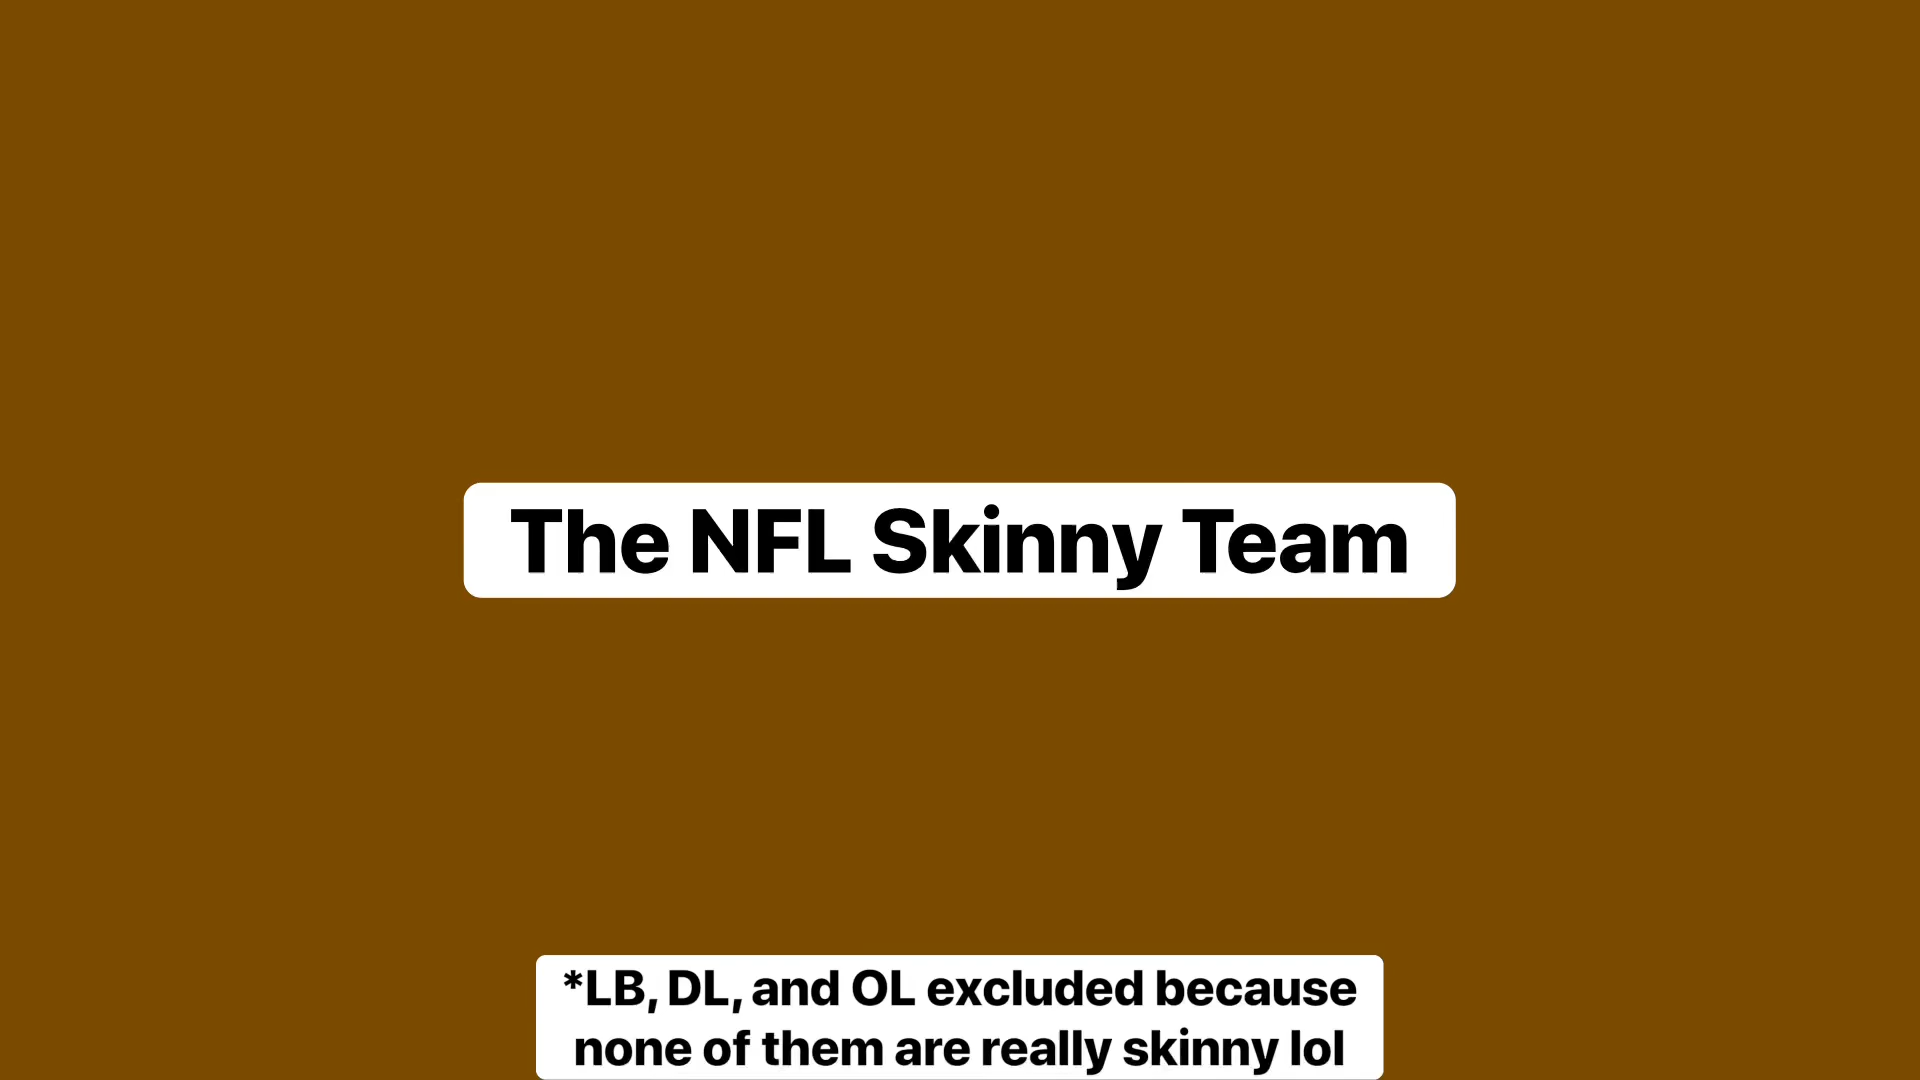 The NFL Skinny Team
*LB, DL, and OL excluded because
none of them are really skinny lol